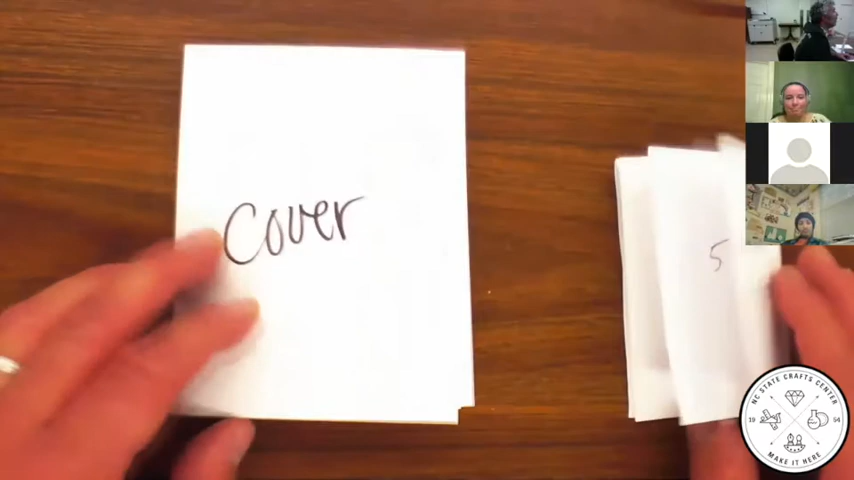 Cover
5
NC STATE CRAFTS CENTER
19 64
MAKE IT HERE